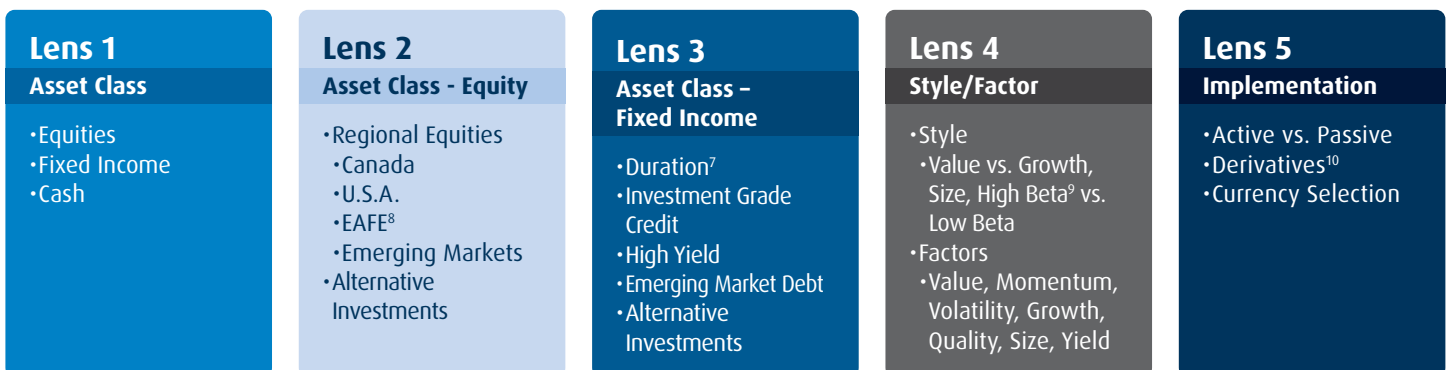 Lens 1
Asset Class
·Equities
·Fixed Income
·Cash
Lens 2
Asset Class - Equity
·Regional Equities
·Canada
·U.S.A.
·EAFE⁸
·Emerging Markets
·Alternative
Investments
Lens 3
Asset Class –
Fixed Income
·Duration⁷
·Investment Grade
Credit
·High Yield
·Emerging Market Debt
·Alternative
Investments
Lens 4
Style/Factor
·Style
·Value vs. Growth,
Size, High Beta⁹ vs.
Low Beta
·Factors
·Value, Momentum,
Volatility, Growth,
Quality, Size, Yield
Lens 5
Implementation
·Active vs. Passive
·Derivatives¹⁰
·Currency Selection